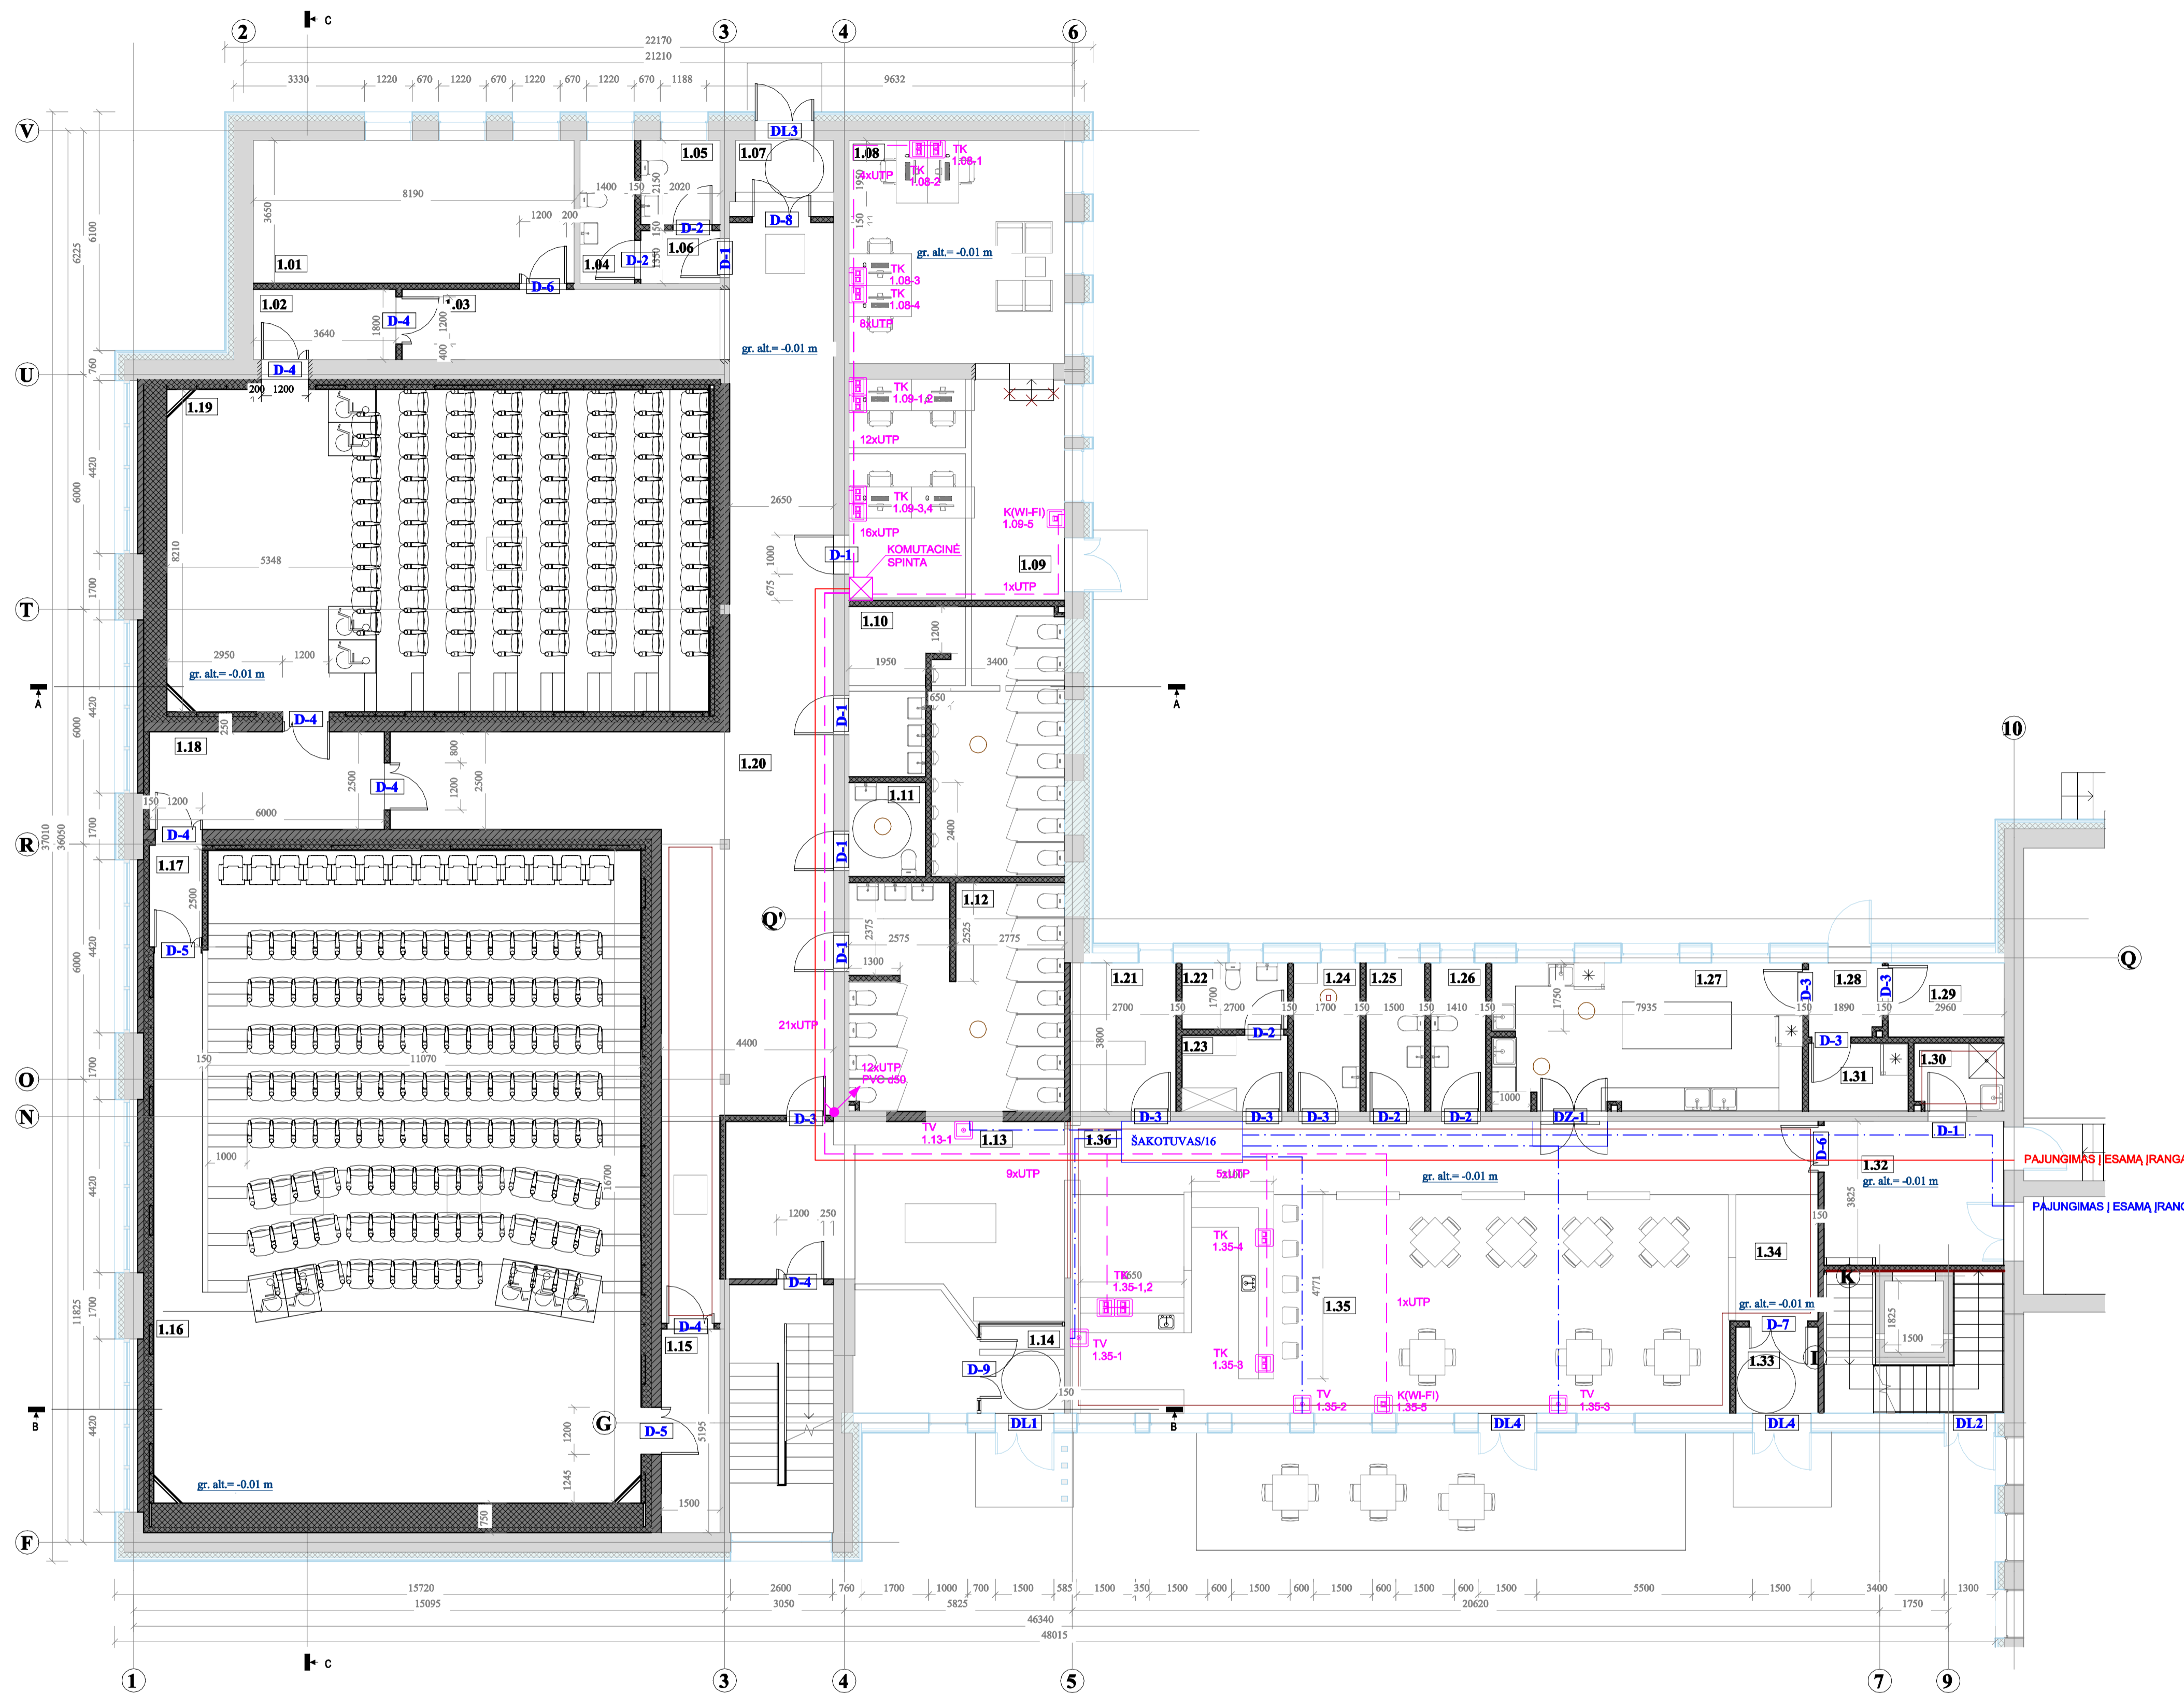 C
2
3
4
6
22170
21210
3330
1220
670
1220
670
1220
670
1220
670
1188
9632
V
DL3
1.05
1.07
1.08
TK
1.08-1
TK
1.08-2
4xUTP
1950
8190
1400
150
2150
2020
3650
1200
200
150
D-2
D-8
150
6100
6225
1.01
1.04
D-2
1.06
1350
D-1
gr. alt.= -0.01 m
TK
1.08-3
TK
1.08-4
D-6
1.02
.03
D-4
1200
1800
3640
400
8xUTP
gr. alt.= -0.01 m
U
760
D-4
200
1200
1.19
TK
1.09-1,2
12xUTP
4420
6000
TK
1.09-3,4
K(WI-FI)
1.09-5
2650
16xUTP
KOMUTACINĖ
SPINTA
8210
5348
D-1
1000
675
1.09
1xUTP
1700
T
1.10
1200
2950
1200
1950
3400
gr. alt.= -0.01 m
A
A
650
4420
6000
D-4
250
D-1
10
1.18
800
1.20
2500
D-4
1200
2500
1.11
150
1200
6000
2400
D-4
1700
R
37010
36050
D-1
1.17
2500
1.12
Q'
2375
2525
2575
2775
D-1
1300
D-5
4420
6000
Q
1.21
1.22
1.24
1.25
1.26
1.27
1.28
D-3
D-3
1.29
1700
1750
2700
150
2700
150
1700
150
1500
150
1410
150
7935
150
1890
150
2960
21xUTP
D-2
3800
1.23
D-3
150
11070
4400
1.30
1.31
1700
O
12xUTP
PVC d50
1000
N
D-3
D-3
D-3
D-3
D-2
D-2
DZ-1
D-1
TV
1.13-1
1.13
1.36
ŠAKOTUVAS/16
D-6
1000
16700
9xUTP
5xUTP
gr. alt.= -0.01 m
1.32
gr. alt.= -0.01 m
PAJUNGIMAS Į ESAMĄ ĮRANGĄ
PAJUNGIMAS Į ESAMĄ ĮRANG
4420
3825
150
1200
250
TK
1.35-4
1.34
D-4
TK
1.35-1,2
4771
1.35
1xUTP
K
gr. alt.= -0.01 m
1825
1500
11825
1700
1.16
D-4
1.15
1.14
TV
1.35-1
TK
1.35-3
D-7
1.33
I
D-9
150
TV
1.35-2
K(WI-FI)
1.35-5
TV
1.35-3
B
B
G
DL1
DL4
DL4
DL2
D-5
1200
5195
4420
gr. alt.= -0.01 m
1245
750
1500
F
15720
2600
760
1700
1000
700
1500
585
1500
350
1500
600
1500
600
1500
600
1500
600
1500
5500
1500
3400
1300
15095
3050
5825
20620
1750
46340
48015
C
1
3
4
5
7
9